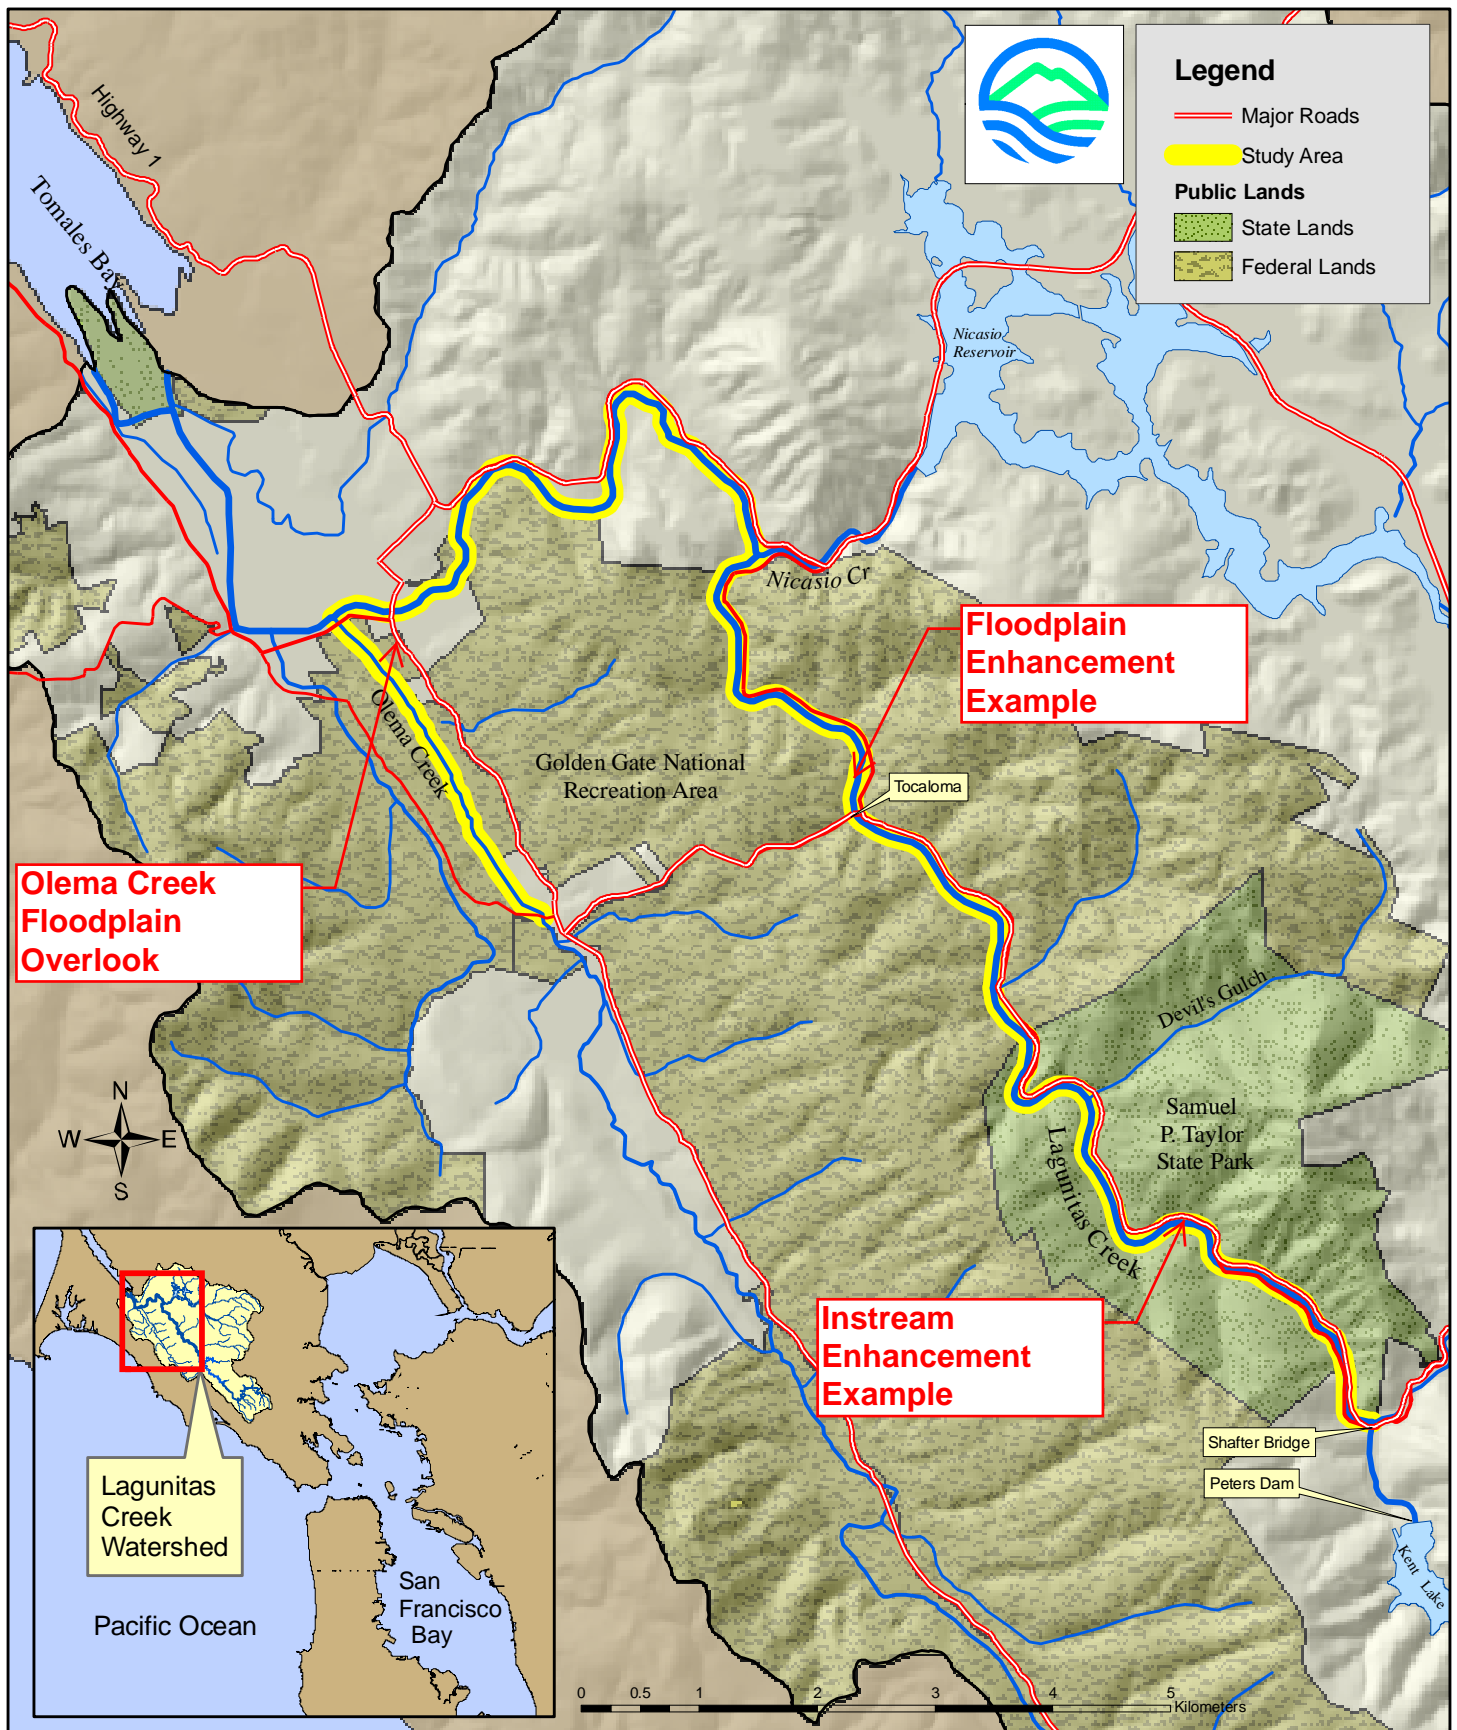 Legend
Major Roads
Study Area
Public Lands
State Lands
Federal Lands
Highway 1
Tomales Bay
Nicasio
Reservoir
Nicasio Cr
Floodplain
Enhancement
Example
Olema Creek
Golden Gate National
Recreation Area
Tocaloma
Olema Creek
Floodplain
Overlook
Devil's Gulch
N
W
E
S
Samuel
P. Taylor
State Park
Lagunitas Creek
Instream
Enhancement
Example
Shafter Bridge
Peters Dam
Kent Lake
Lagunitas
Creek
Watershed
San
Francisco
Bay
Pacific Ocean
0 0.5 1 2 3 4 5
Kilometers